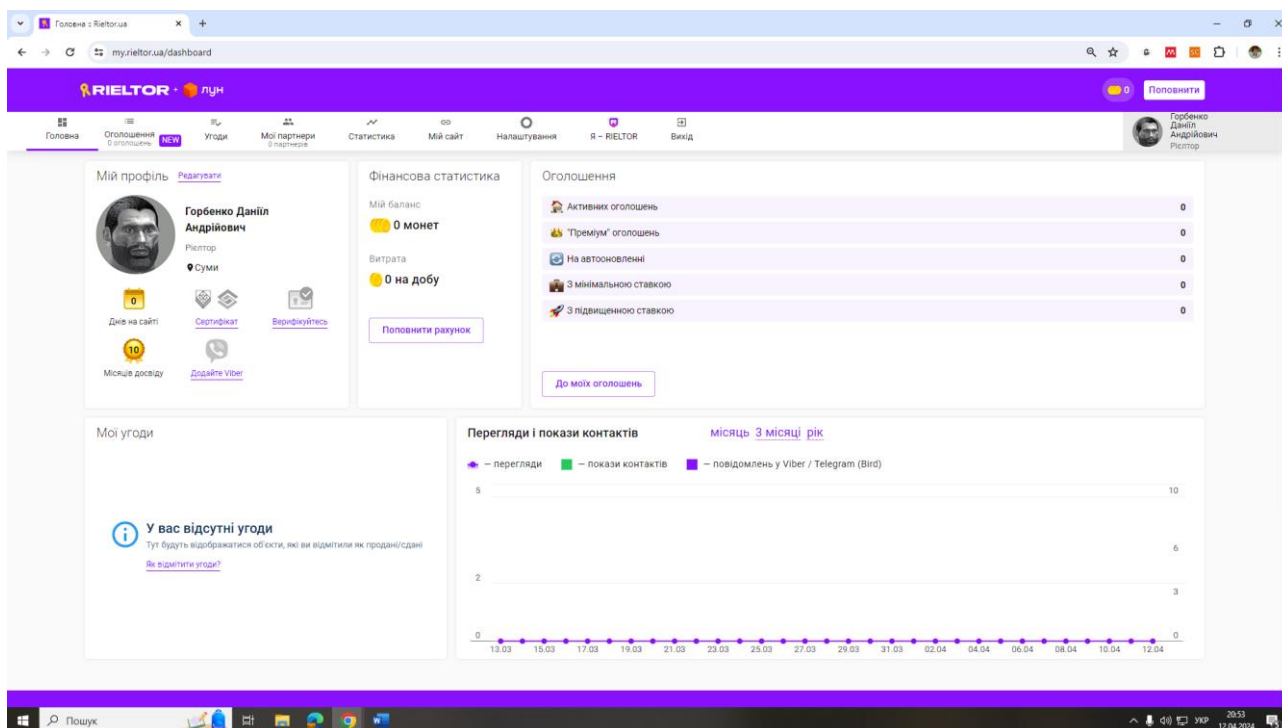 Головна :: Rieltor.ua
my.rieltor.ua/dashboard
RIELTOR + лун
0 Поповнити
Головна
Оголошення NEW
0 оголошень
Угоди
Мої партнери
0 партнерів
Статистика
Мій сайт
Налаштування
Я – RIELTOR
Вихід
Горбенко
Даніїл
Андрійович
Рієлтор
Мій профіль Редагувати
Горбенко Даніїл
Андрійович
Рієлтор
Суми
0
Днів на сайті
Сертифікат
Верифікуйтесь
10
Місяців досвіду
Додайте Viber
Фінансова статистика
Мій баланс
0 монет
Витрата
0 на добу
Поповнити рахунок
Оголошення
Активних оголошень 0
"Преміум" оголошень 0
На автооновленні 0
З мінімальною ставкою 0
З підвищенною ставкою 0
До моїх оголошень
Мої угоди
У вас відсутні угоди
Тут будуть відображатися об'єкти, які ви відмітили як продані/сдані
Як відмітити угоди?
Перегляди і покази контактів місяць 3 місяці рік
– перегляди – покази контактів – повідомлень у Viber / Telegram (Bird)
5 10
6
2
3
0 0
13.03 15.03 17.03 19.03 21.03 23.03 25.03 27.03 29.03 31.03 02.04 04.04 06.04 08.04 10.04 12.04
Пошук
УКР
20:53
12.04.2024